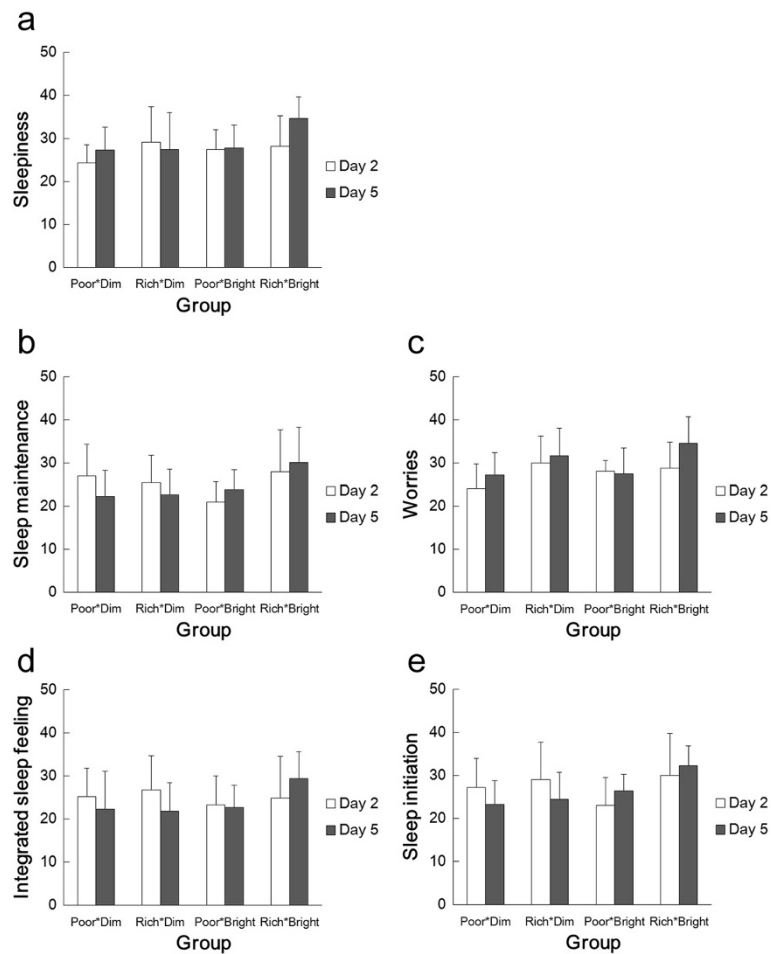 a
50
40
30
20
10
0
Sleepiness
Poor*Dim Rich*Dim Poor*Bright Rich*Bright
Group
Day 2
Day 5
b
50
40
30
20
10
0
Sleep maintenance
Poor*Dim Rich*Dim Poor*Bright Rich*Bright
Group
Day 2
Day 5
c
50
40
30
20
10
0
Worries
Poor*Dim Rich*Dim Poor*Bright Rich*Bright
Group
Day 2
Day 5
d
50
40
30
20
10
0
Integrated sleep feeling
Poor*Dim Rich*Dim Poor*Bright Rich*Bright
Group
Day 2
Day 5
e
50
40
30
20
10
0
Sleep initiation
Poor*Dim Rich*Dim Poor*Bright Rich*Bright
Group
Day 2
Day 5